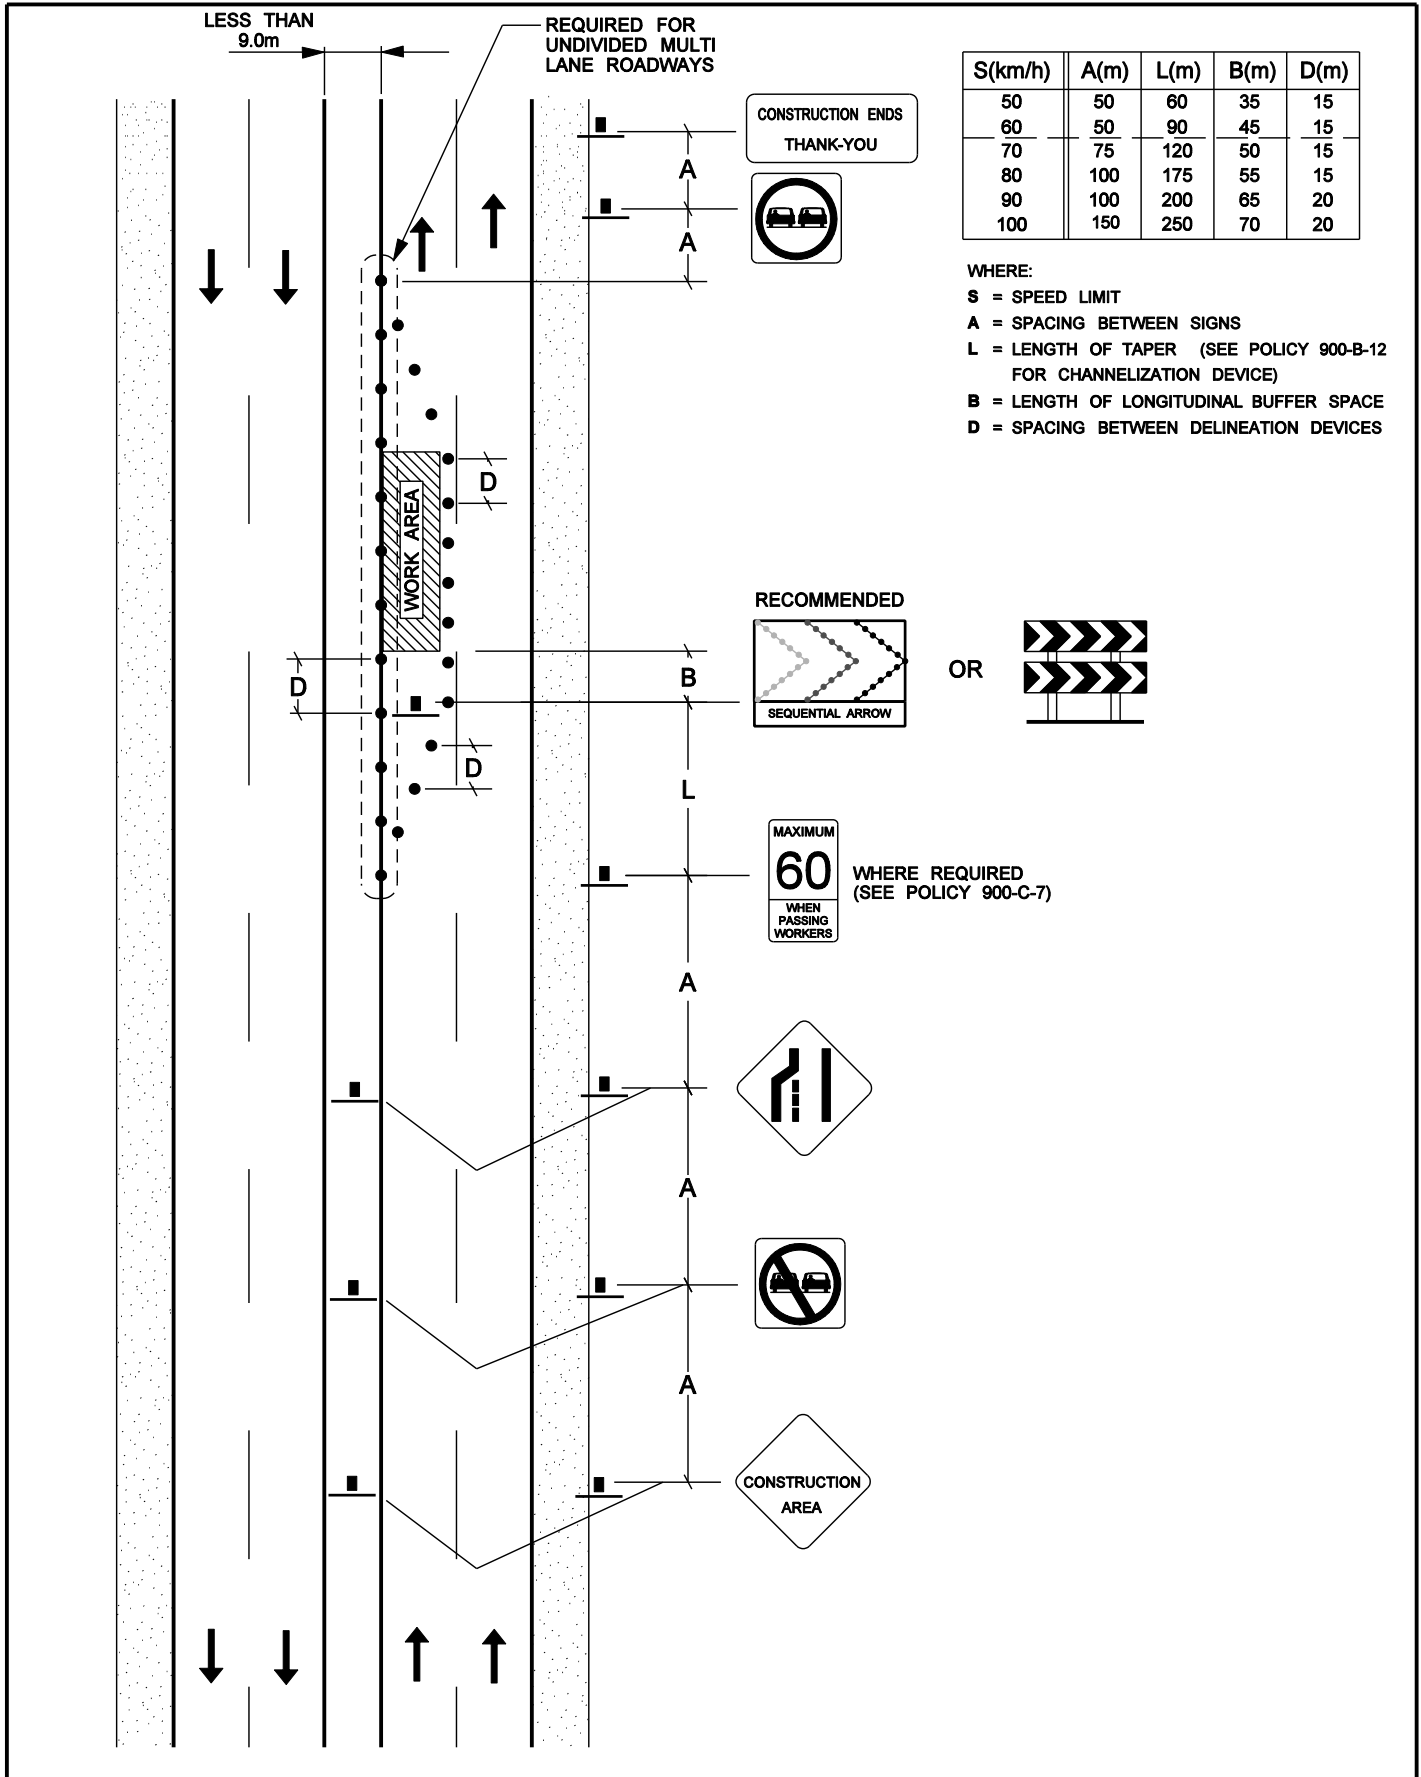 LESS THAN
9.0m
REQUIRED FOR
UNDIVIDED MULTI
LANE ROADWAYS
S(km/h) A(m) L(m) B(m) D(m)
50 50 60 35 15
60 50 90 45 15
70 75 120 50 15
80 100 175 55 15
90 100 200 65 20
100 150 250 70 20
WHERE:
S = SPEED LIMIT
A = SPACING BETWEEN SIGNS
L = LENGTH OF TAPER (SEE POLICY 900-B-12
FOR CHANNELIZATION DEVICE)
B = LENGTH OF LONGITUDINAL BUFFER SPACE
D = SPACING BETWEEN DELINEATION DEVICES
CONSTRUCTION ENDS
THANK-YOU
A
A
D
WORK AREA
RECOMMENDED
SEQUENTIAL ARROW
OR
B
D
D
L
MAXIMUM
60
WHEN
PASSING
WORKERS
WHERE REQUIRED
(SEE POLICY 900-C-7)
A
A
A
CONSTRUCTION
AREA